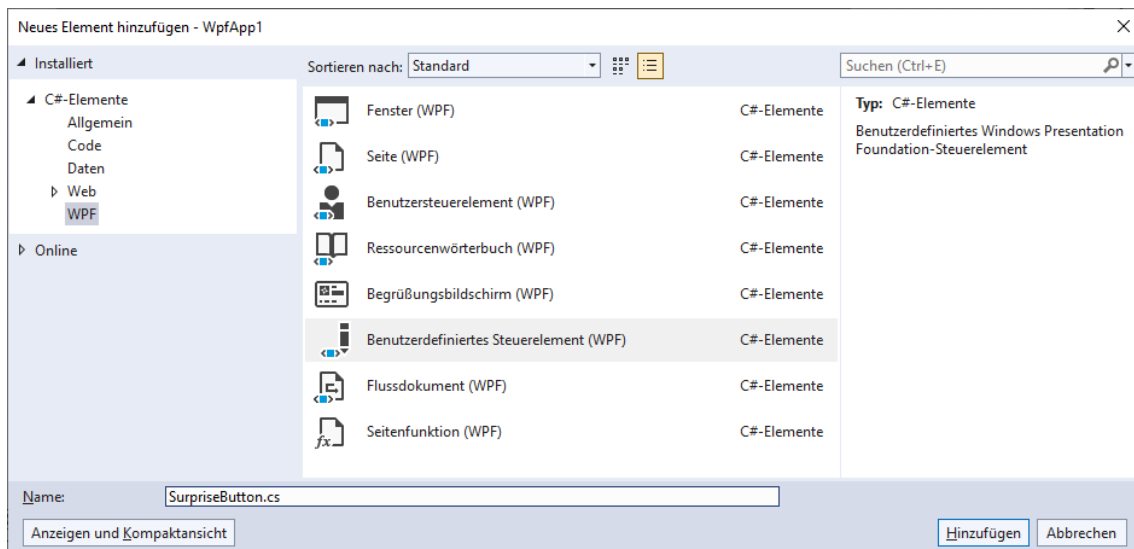 Neues Element hinzufügen - WpfApp1
Installiert
C#-Elemente
Allgemein
Code
Daten
Web
WPF
Online
Sortieren nach: Standard
Fenster (WPF) C#-Elemente
Seite (WPF) C#-Elemente
Benutzersteuerelement (WPF) C#-Elemente
Ressourcenwörterbuch (WPF) C#-Elemente
Begrüßungsbildschirm (WPF) C#-Elemente
Benutzerdefiniertes Steuerelement (WPF) C#-Elemente
Flussdokument (WPF) C#-Elemente
Seitenfunktion (WPF) C#-Elemente
Suchen (Ctrl+E)
Typ: C#-Elemente
Benutzerdefiniertes Windows Presentation
Foundation-Steuerelement
Name: SurpriseButton.cs
Anzeigen und Kompaktansicht
Hinzufügen Abbrechen